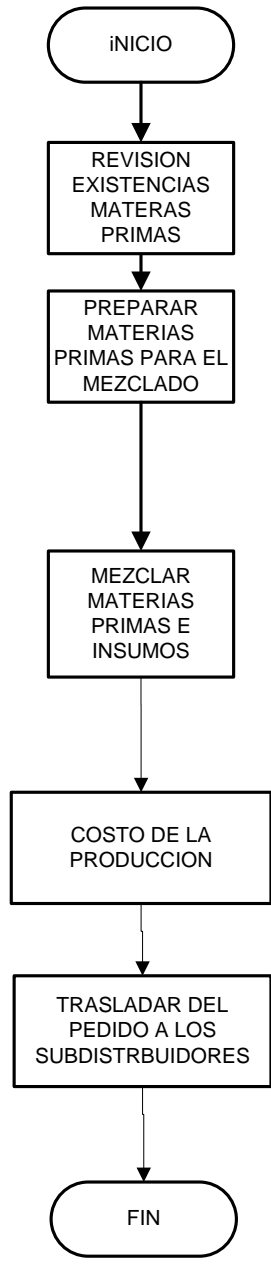 iNICIO
REVISION
EXISTENCIAS
MATERAS
PRIMAS
PREPARAR
MATERIAS
PRIMAS PARA EL
MEZCLADO
MEZCLAR
MATERIAS
PRIMAS E
INSUMOS
COSTO DE LA
PRODUCCION
TRASLADAR DEL
PEDIDO A LOS
SUBDISTRBUIDORES
FIN